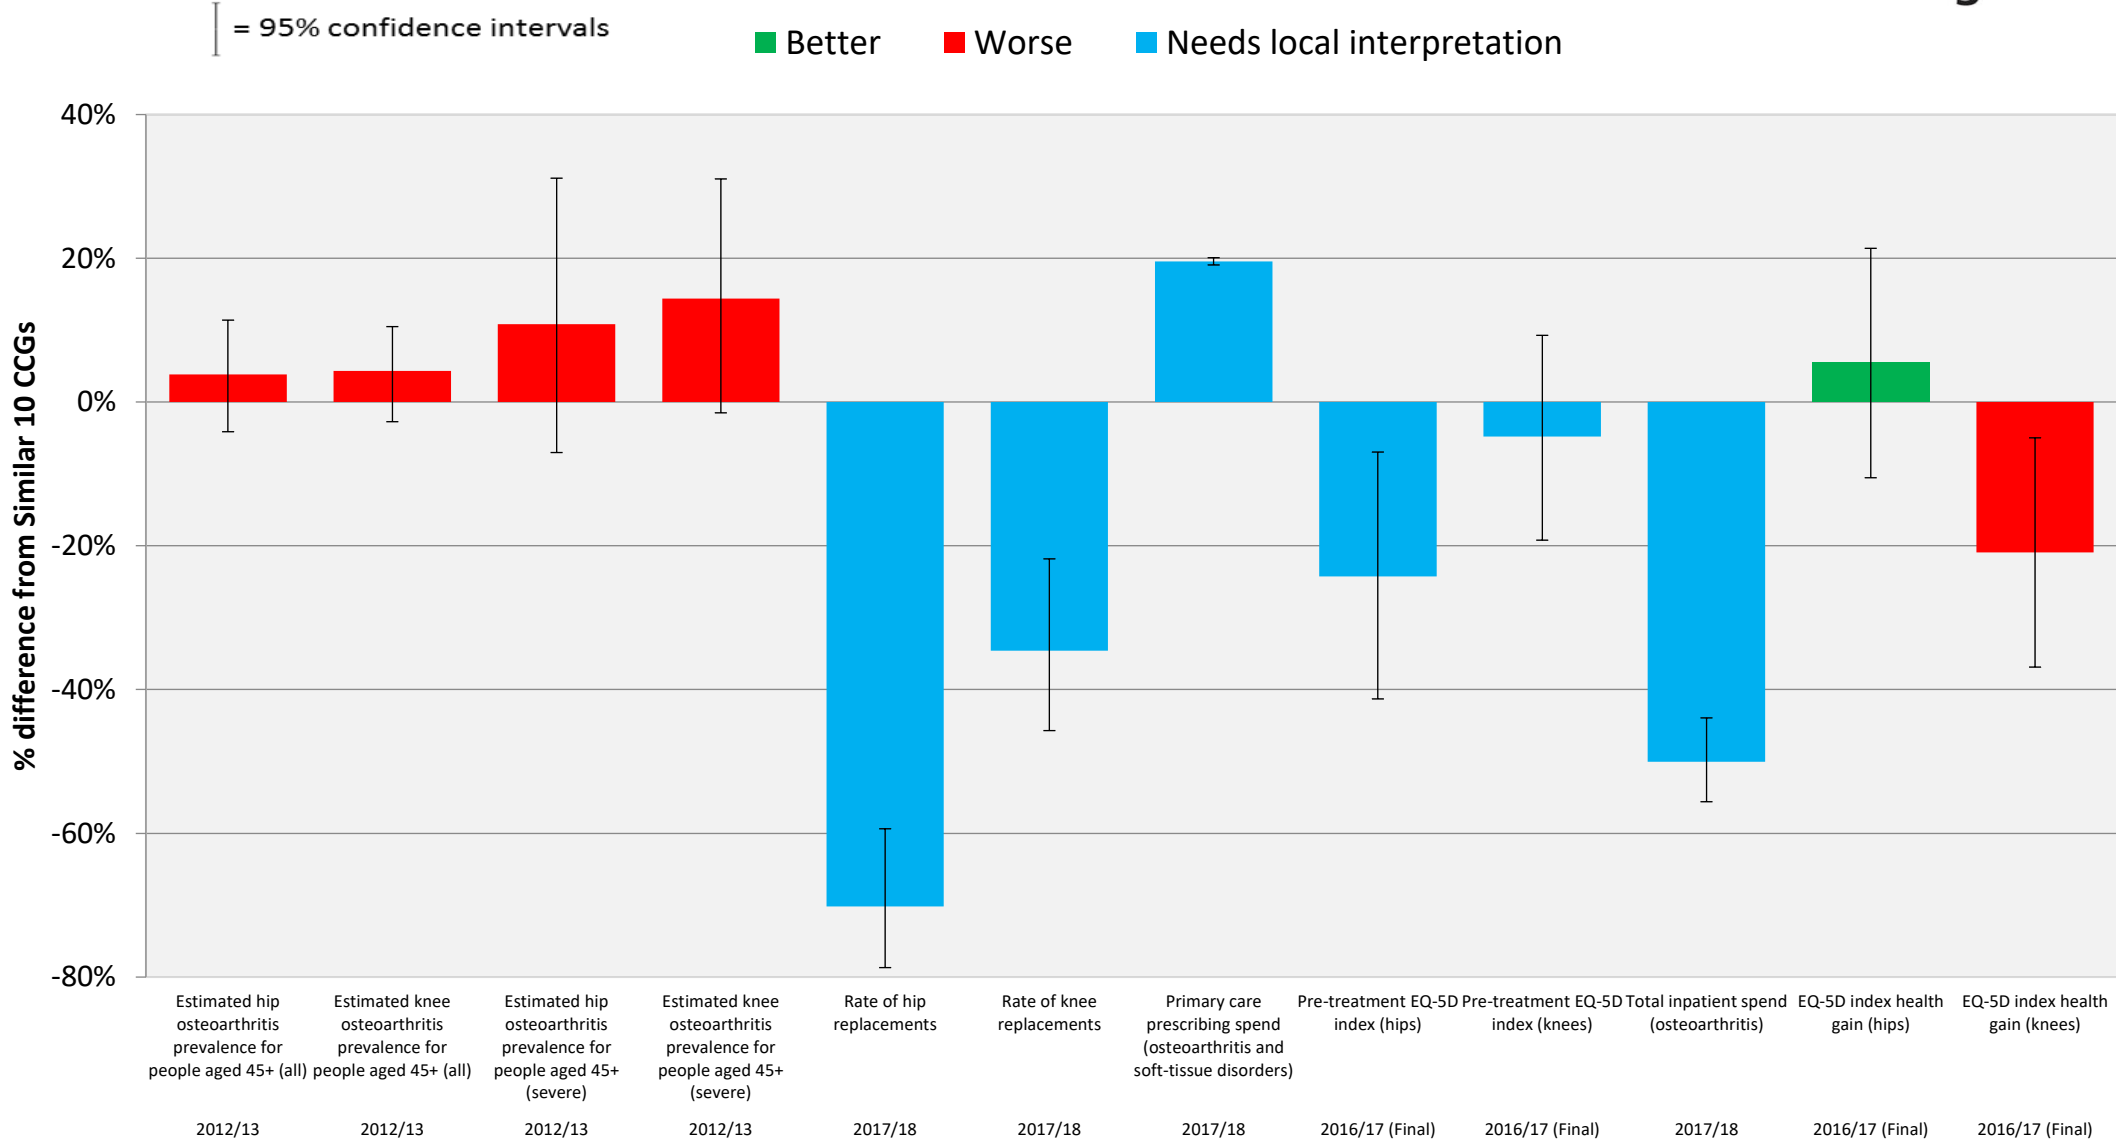 = 95% confidence intervals
Better
Worse
Needs local interpretation
% difference from Similar 10 CCGs
40%
20%
0%
-20%
-40%
-60%
-80%
Estimated hip
osteoarthritis
prevalence for
people aged 45+ (all)
2012/13
Estimated knee
osteoarthritis
prevalence for
people aged 45+ (all)
2012/13
Estimated hip
osteoarthritis
prevalence for
people aged 45+
(severe)
2012/13
Estimated knee
osteoarthritis
prevalence for
people aged 45+
(severe)
2012/13
Rate of hip
replacements
2017/18
Rate of knee
replacements
2017/18
Primary care
prescribing spend
(osteoarthritis and
soft-tissue disorders)
2017/18
Pre-treatment EQ-5D
index (hips)
2016/17 (Final)
Pre-treatment EQ-5D
index (knees)
2016/17 (Final)
Total inpatient spend
(osteoarthritis)
2017/18
EQ-5D index health
gain (hips)
2016/17 (Final)
EQ-5D index health
gain (knees)
2016/17 (Final)